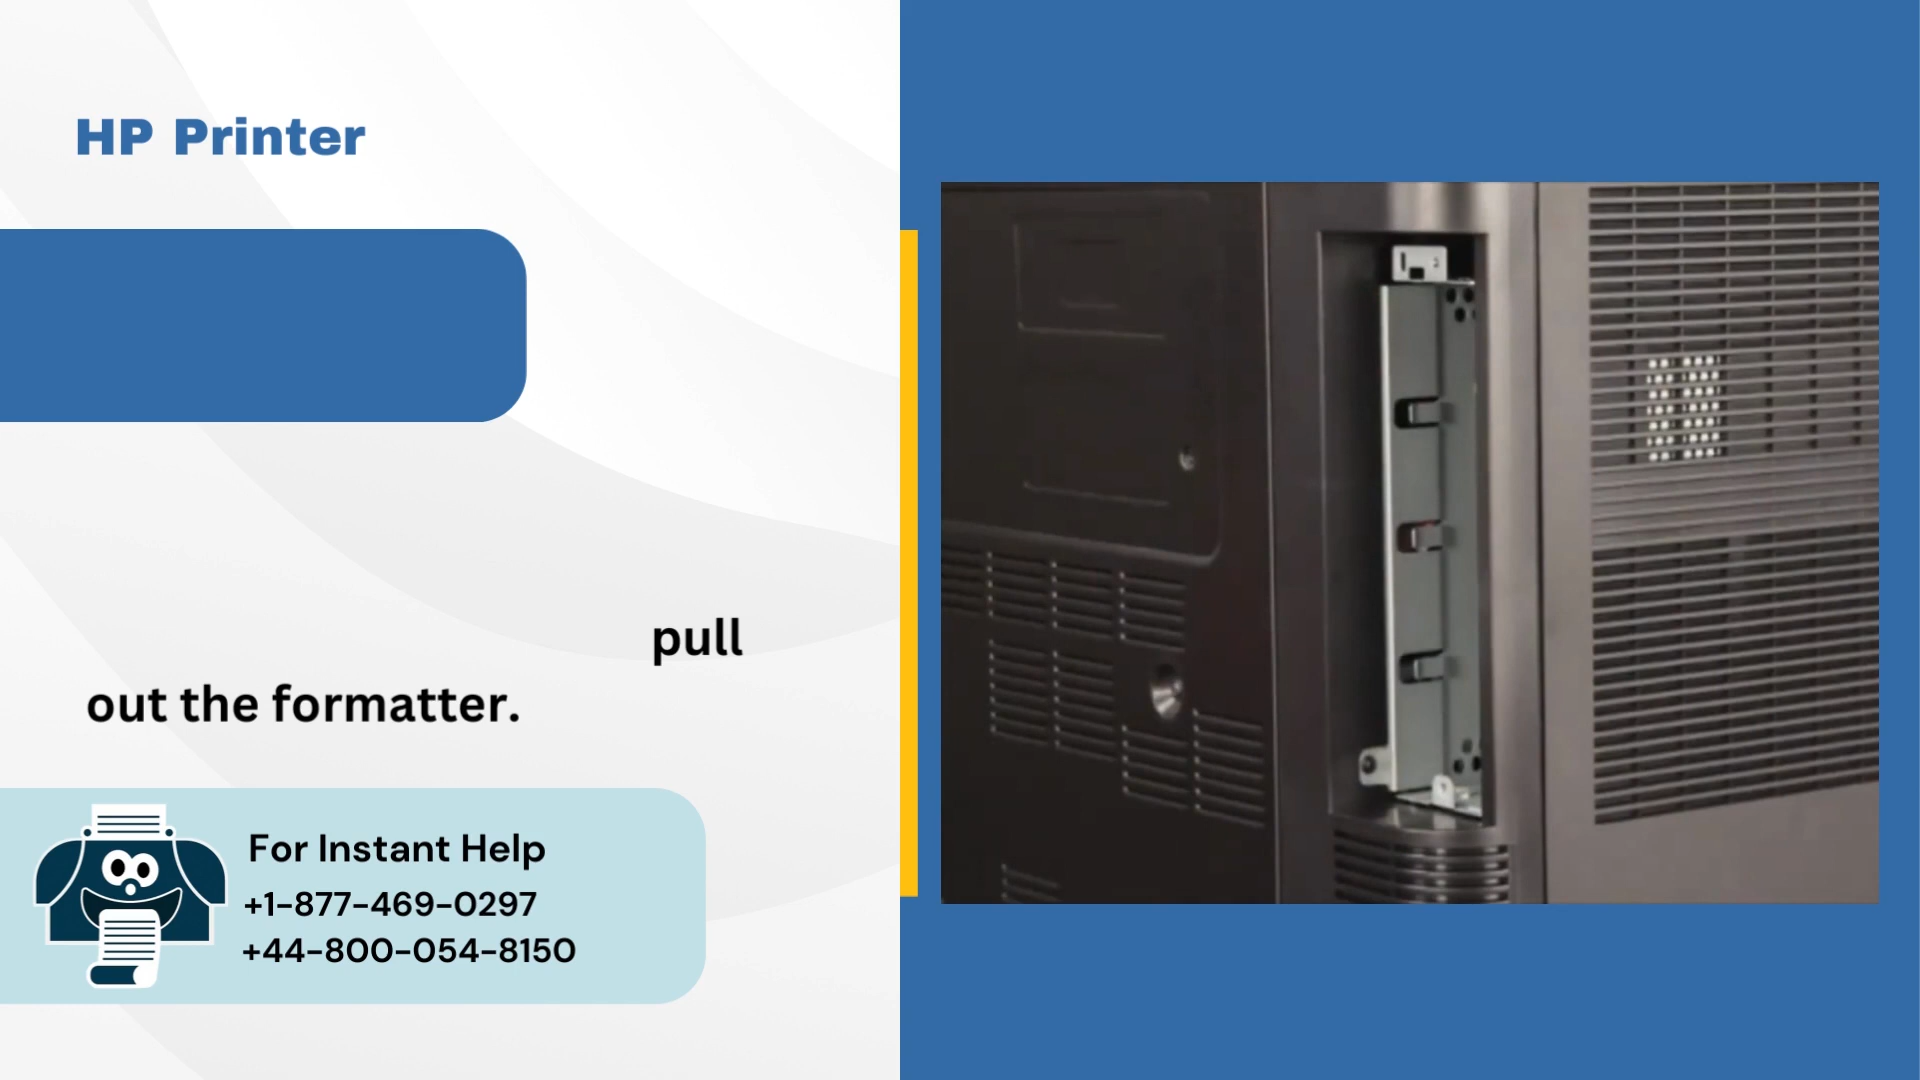 HP Printer
pull
out the formatter.
For Instant Help
+1-877-469-0297
+44-800-054-8150